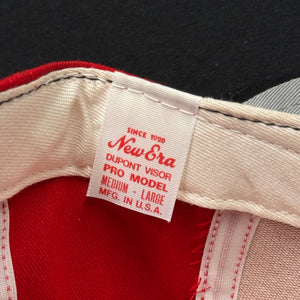 SINCE 1920
New Era
DUPONT VISOR
PRO MODEL
MEDIUM - LARGE
MFG. IN U.S.A.